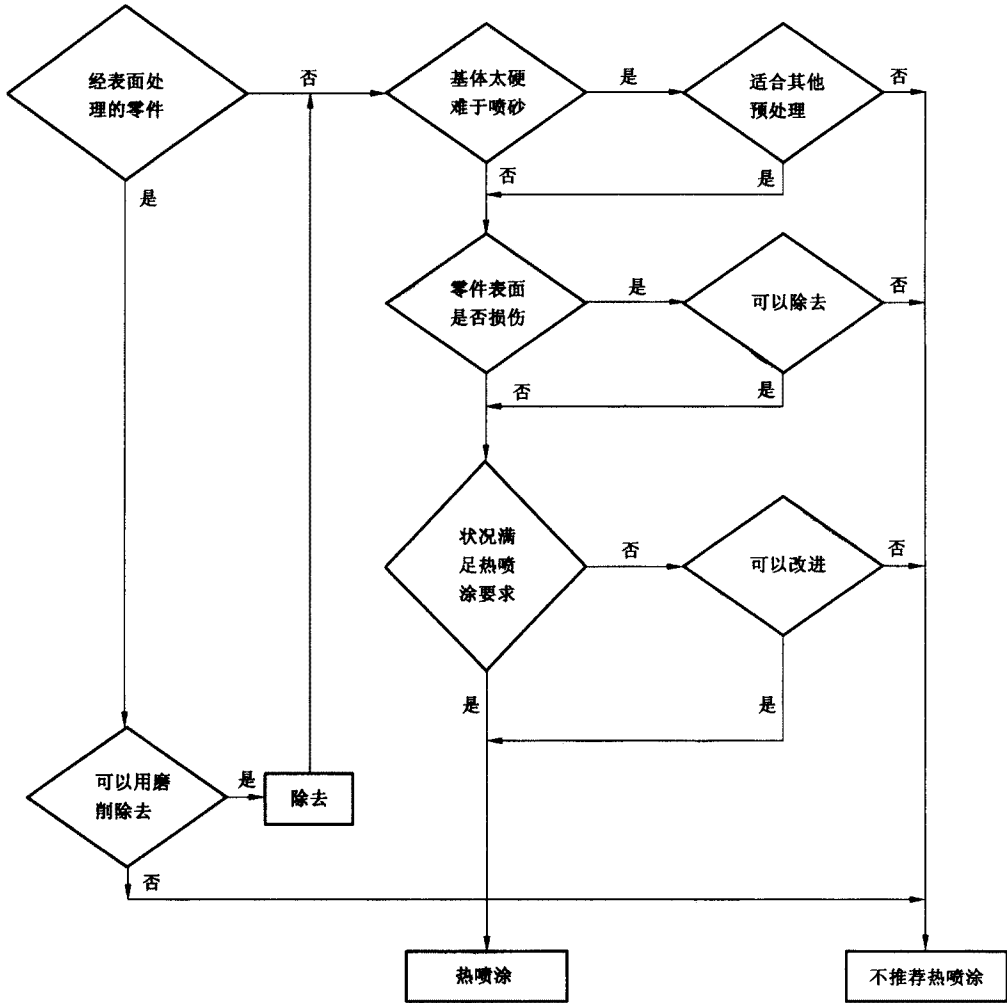 经表面处
理的零件
否
基体太硬
难于喷砂
是
适合其他
预处理
否
是
否
是
零件表面
是否损伤
是
可以除去
否
否
是
状况满
足热喷
涂要求
否
可以改进
否
是
是
可以用磨
削除去
是
除去
否
热喷涂
不推荐热喷涂